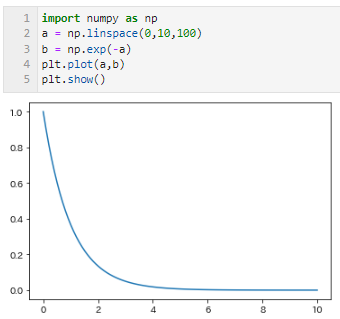 1 import numpy as np
2 a = np.linspace(0,10,100)
3 b = np.exp(-a)
4 plt.plot(a,b)
5 plt.show()
1.0
0.8
0.6
0.4
0.2
0.0
0 2 4 6 8 10